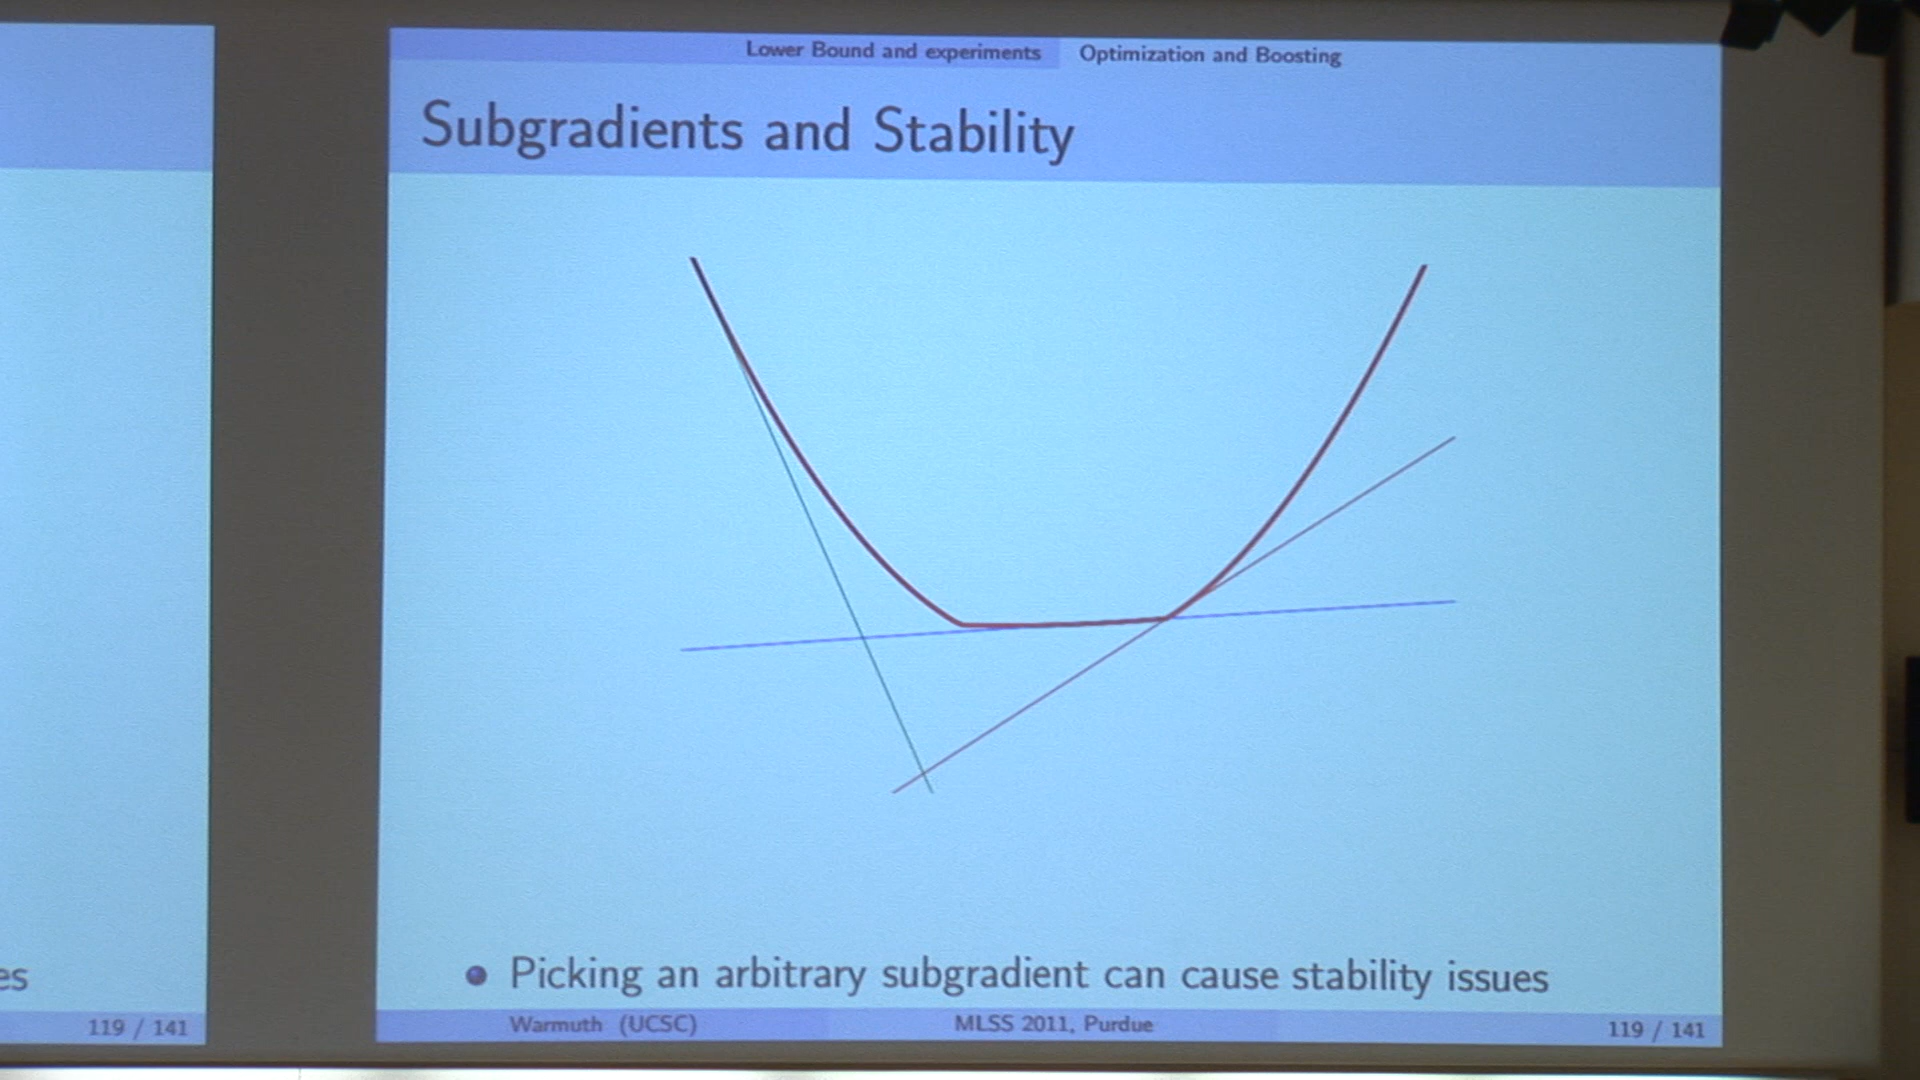 Lower Bound and experiments Optimization and Boosting
Subgradients and Stability
es
Picking an arbitrary subgradient can cause stability issues
119 / 141
Warmuth (UCSC) MLSS 2011, Purdue 119 / 141